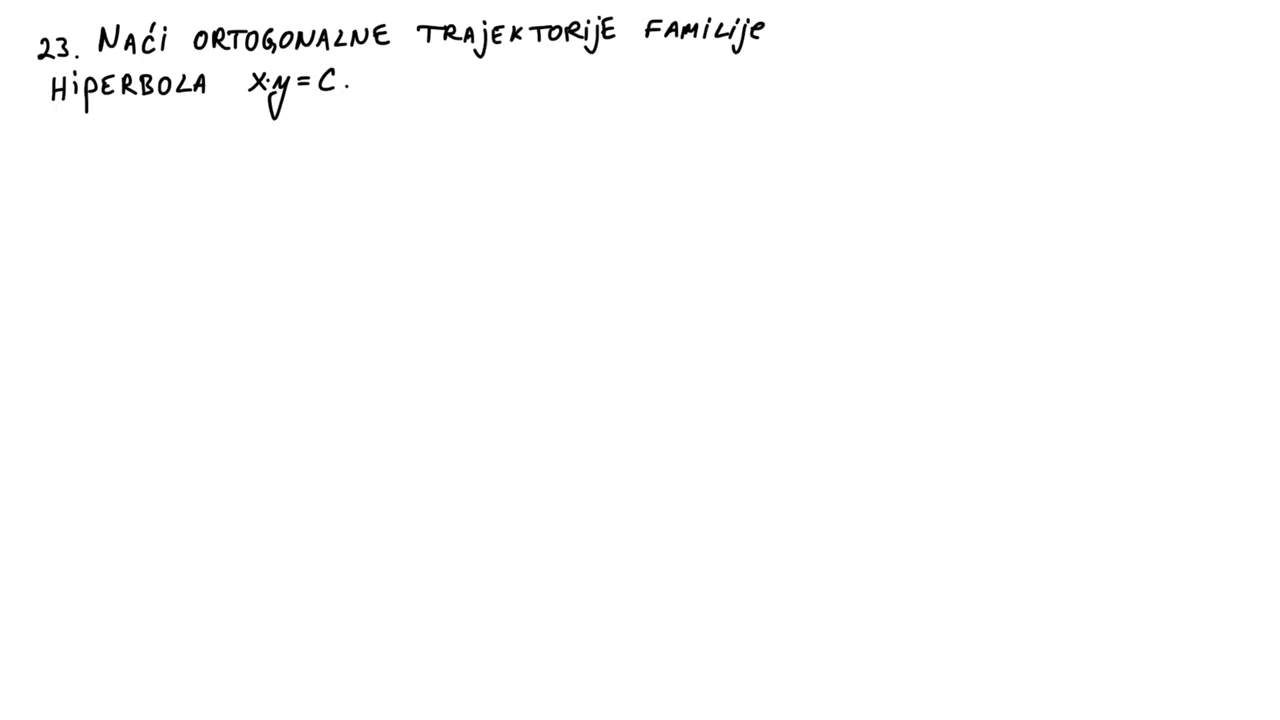 23. NAĆI ORTOGONALNE TRAJEKTORIJE FAMILIJE
HIPERBOLA x·y = C.